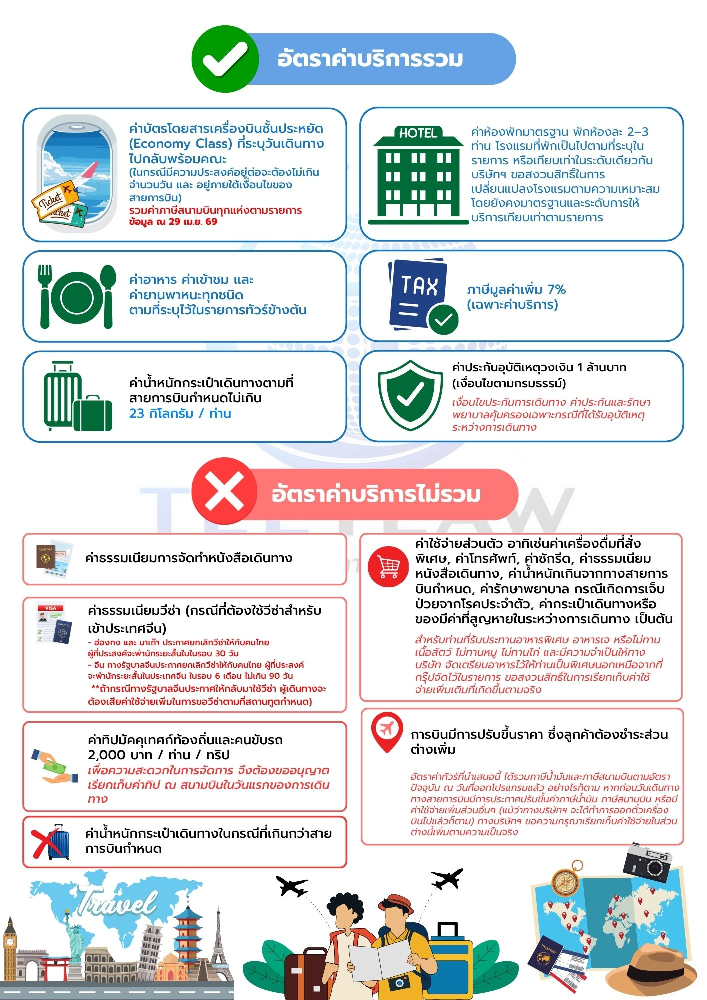 อัตราค่าบริการรวม
ค่าบัตรโดยสารเครื่องบินชั้นประหยัด
(Economy Class) ที่ระบุวันเดินทาง
ไปกลับพร้อมคณะ
(ในกรณีมีความประสงค์อยู่ต่อจะต้องไม่เกิน
จำนวนวัน และ อยู่ภายใต้เงื่อนไขของ
สายการบิน)
รวมค่าภาษีสนามบินทุกแห่งตามรายการ
ข้อมูล ณ 29 เม.ย. 69
Ticket
Ticket
HOTEL
ค่าห้องพักมาตรฐาน พักห้องละ 2–3
ท่าน โรงแรมที่พักเป็นไปตามที่ระบุใน
รายการ หรือเทียบเท่าในระดับเดียวกัน
บริษัทฯ ขอสงวนสิทธิ์ในการ
เปลี่ยนแปลงโรงแรมตามความเหมาะสม
โดยยังคงมาตรฐานและระดับการให้
บริการเทียบเท่าตามรายการ
ค่าอาหาร ค่าเข้าชม และ
ค่ายานพาหนะทุกชนิด
ตามที่ระบุไว้ในรายการทัวร์ข้างต้น
TAX
ภาษีมูลค่าเพิ่ม 7%
(เฉพาะค่าบริการ)
ค่าน้ำหนักกระเป๋าเดินทางตามที่
สายการบินกำหนดไม่เกิน
23 กิโลกรัม / ท่าน
ค่าประกันอุบัติเหตุวงเงิน 1 ล้านบาท
(เงื่อนไขตามกรมธรรม์)
เงื่อนไขประกันการเดินทาง ค่าประกันและรักษา
พยาบาลคุ้มครองเฉพาะกรณีที่ได้รับอุบัติเหตุ
ระหว่างการเดินทาง
อัตราค่าบริการไม่รวม
PASSPORT
APPROVED
ค่าธรรมเนียมการจัดทำหนังสือเดินทาง
VISA
APPROVED
PASSPORT
ค่าธรรมเนียมวีซ่า (กรณีที่ต้องใช้วีซ่าสำหรับ
เข้าประเทศจีน)
- ฮ่องกง และ มาเก๊า ประกาศยกเลิกวีซ่าให้กับคนไทย
ผู้ที่ประสงค์จะพำนักระยะสั้นใบในรอบ 30 วัน
- จีน ทางรัฐบาลจีนประกาศยกเลิกวีซ่าให้กับคนไทย ผู้ที่ประสงค์
จะพำนักระยะสั้นในประเทศจีน ในรอบ 6 เดือน ไม่เกิน 90 วัน
**ถ้ากรณีทางรัฐบาลจีนประกาศให้กลับมาใช้วีซ่า ผู้เดินทางจะ
ต้องเสียค่าใช้จ่ายเพิ่มในการขอวีซ่าตามที่สถานทูตกำหนด)
ค่าทิปมัคคุเทศก์ท้องถิ่นและคนขับรถ
2,000 บาท / ท่าน / ทริป
เพื่อความสะดวกในการจัดการ จึงต้องขออนุญาต
เรียกเก็บค่าทิป ณ สนามบินในวันแรกของการเดิน
ทาง
ค่าน้ำหนักกระเป๋าเดินทางในกรณีที่เกินกว่าสาย
การบินกำหนด
ค่าใช้จ่ายส่วนตัว อาทิเช่นค่าเครื่องดื่มที่สั่ง
พิเศษ, ค่าโทรศัพท์, ค่าซักรีด, ค่าธรรมเนียม
หนังสือเดินทาง, ค่าน้ำหนักเกินจากทางสายการ
บินกำหนด, ค่ารักษาพยาบาล กรณีเกิดการเจ็บ
ป่วยจากโรคประจำตัว, ค่ากระเป๋าเดินทางหรือ
ของมีค่าที่สูญหายในระหว่างการเดินทาง เป็นต้น
สำหรับท่านที่รับประทานอาหารพิเศษ อาหารเจ หรือไม่ทาน
เนื้อสัตว์ ไม่ทานหมู ไม่ทานไก่ และมีความจำเป็นให้ทาง
บริษัท จัดเตรียมอาหารไว้ให้ท่านเป็นพิเศษนอกเหนือจากที่
กรุ๊ปจัดไว้ในรายการ ขอสงวนสิทธิ์ในการเรียกเก็บค่าใช้
จ่ายเพิ่มเติมที่เกิดขึ้นตามจริง
การบินมีการปรับขึ้นราคา ซึ่งลูกค้าต้องชำระส่วน
ต่างเพิ่ม
อัตราค่าทัวร์ที่นำเสนอนี้ ได้รวมภาษีน้ำมันและภาษีสนามบินตามอัตรา
ปัจจุบัน ณ วันที่ออกโปรแกรมแล้ว อย่างไรก็ตาม หากก่อนวันเดินทาง
ทางสายการบินมีการประกาศปรับขึ้นค่าภาษีน้ำมัน ภาษีสนามบิน หรือมี
ค่าใช้จ่ายเพิ่มส่วนอื่นๆ (แม้ว่าทางบริษัทฯ จะได้ทำการออกตั๋วเครื่อง
บินไปแล้วก็ตาม) ทางบริษัทฯ ขอความกรุณาเรียกเก็บค่าใช้จ่ายในส่วน
ต่างนี้เพิ่มตามความเป็นจริง
Travel
PASSPORT